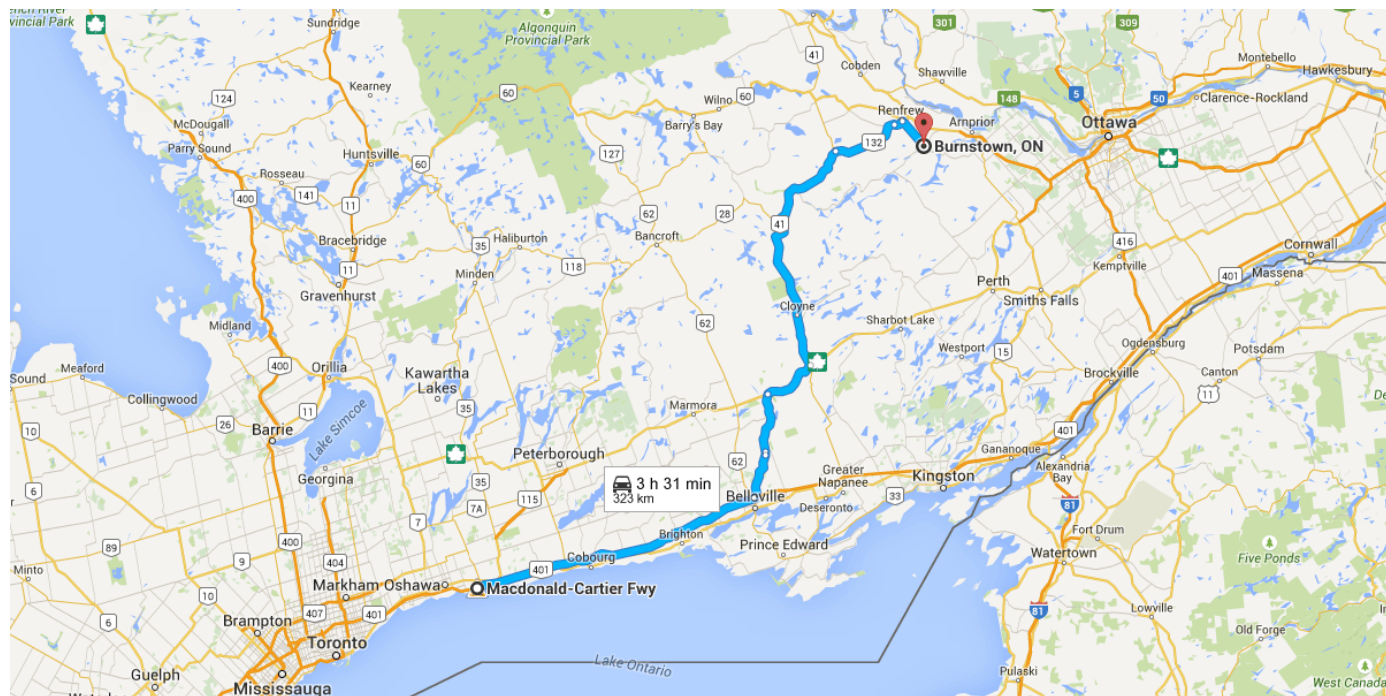 French River
Provincial Park
Sundridge
Algonquin
Provincial Park
41
Cobden
301
Shawville
309
Montebello
Hawkesbury
Kearney
124
60
Wilno
60
Renfrew
148
5
50
Clarence-Rockland
McDougall
Barry's Bay
Arnprior
Ottawa
Parry Sound
Huntsville
60
127
132
Burnstown, ON
Rosseau
141
400
11
62
28
41
Bracebridge
35
Haliburton
Bancroft
416
Cornwall
118
Kemptville
401
Massena
11
Minden
Perth
Gravenhurst
Cloyne
Smiths Falls
Midland
62
Sharbot Lake
Ogdensburg
Westport
15
Potsdam
Sound
Meaford
400
Orillia
Kawartha
Lakes
Brockville
Canton
Collingwood
35
Marmora
11
11
26
Barrie
Lake Simcoe
401
10
Peterborough
62
Gananoque
Georgina
3 h 31 min
323 km
Greater
Napanee
Kingston
Alexandria
Bay
6
35
115
Belleville
Deseronto
33
81
7A
7
Fort Drum
89
400
Brighton
Prince Edward
9
404
Cobourg
Watertown
Five Ponds
Minto
401
Markham
Oshawa
Macdonald-Cartier Fwy
10
407
401
81
Lowville
6
Brampton
Toronto
Old Forge
Lake Ontario
Guelph
Pulaski
Mississauga
West Canada